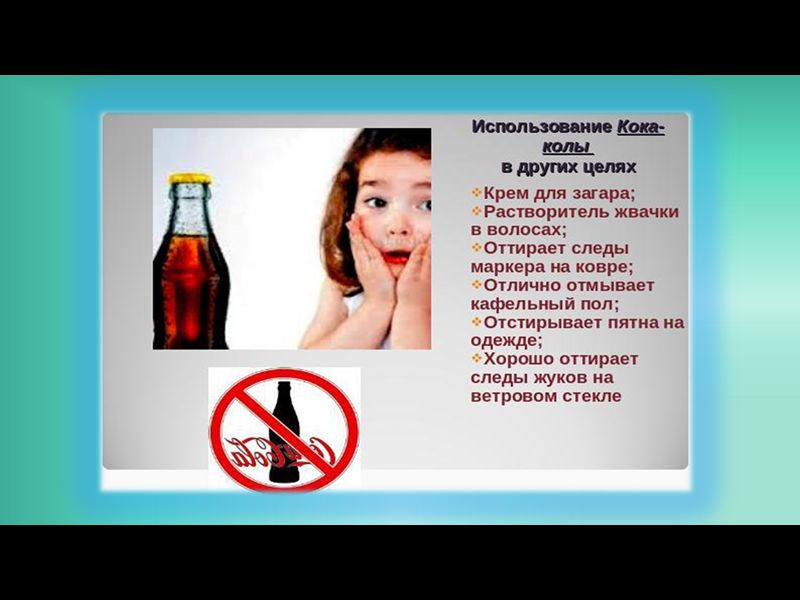 Использование Кока-
колы
в других целях
Крем для загара;
Растворитель жвачки
в волосах;
Оттирает следы
маркера на ковре;
Отлично отмывает
кафельный пол;
Отстирывает пятна на
одежде;
Хорошо оттирает
следы жуков на
ветровом стекле
Coca Cola